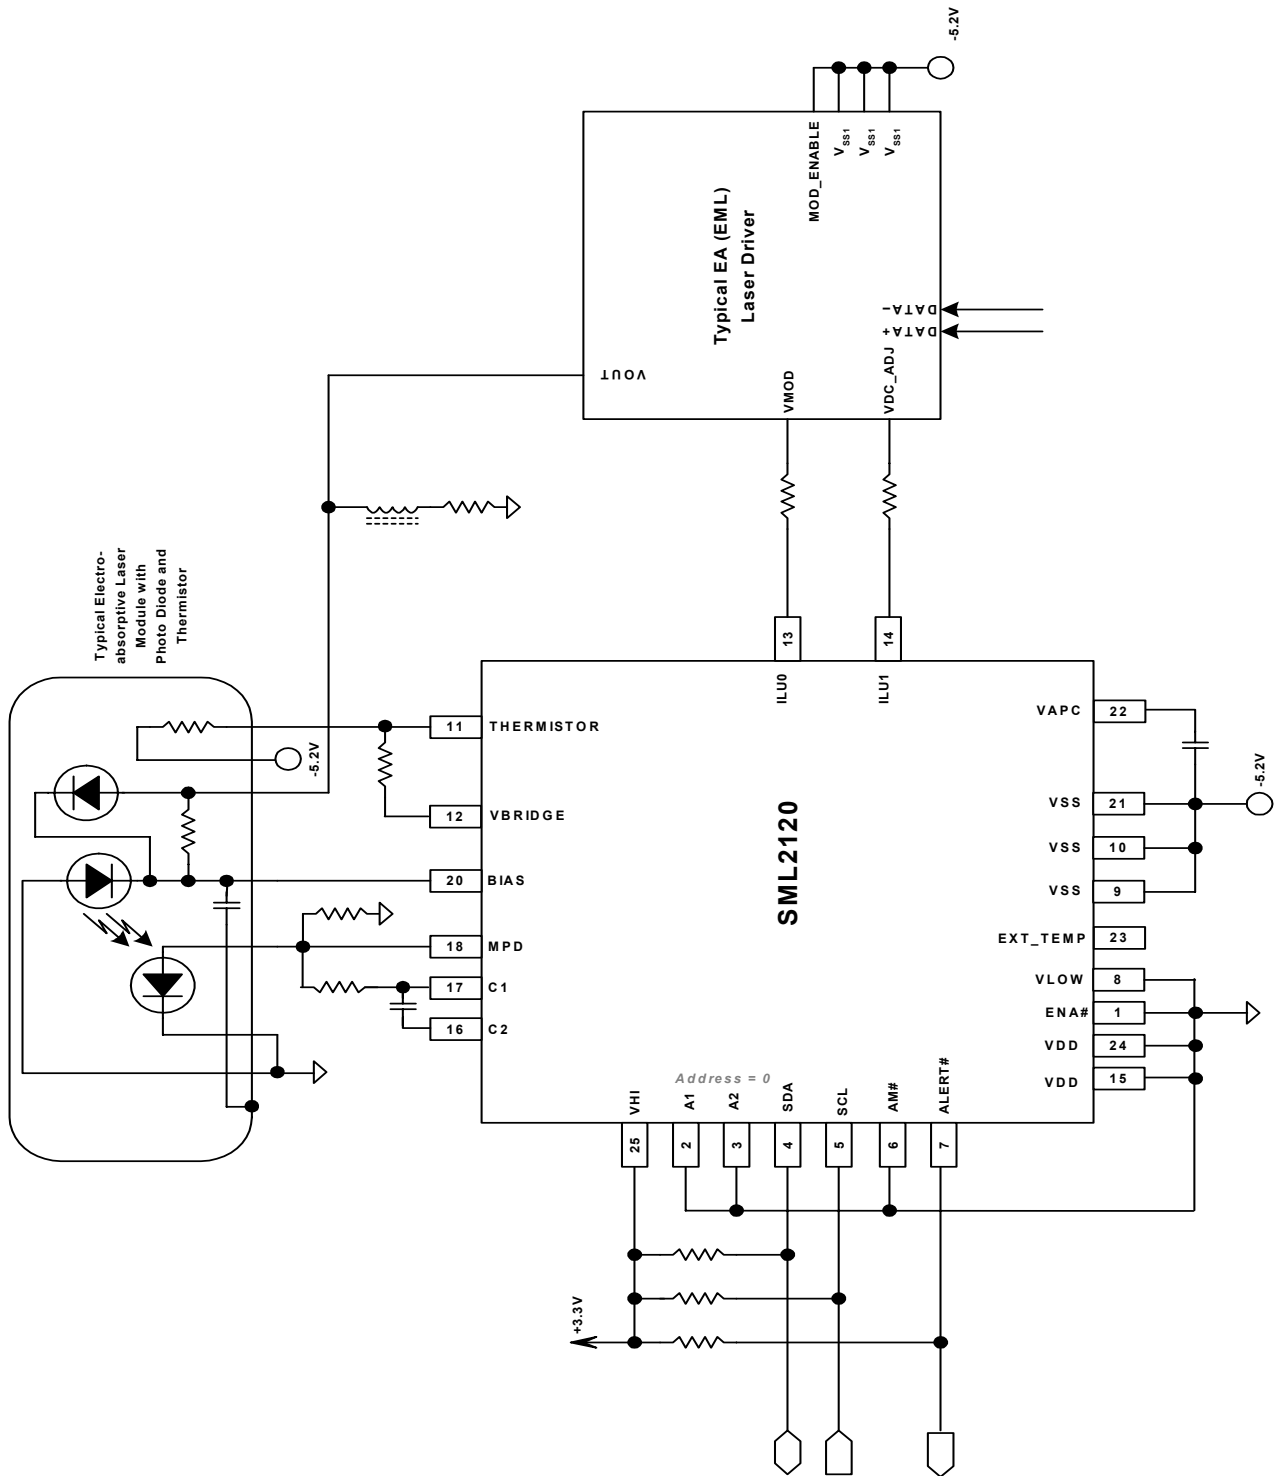 -5.2V
MOD_ENABLE
VSS1
VSS1
VSS1
Typical EA (EML)
Laser Driver
DATA-
DATA+
VOUT
VMOD
VDC_ADJ
Typical Electro-
absorptive Laser
Module with
Photo Diode and
Thermistor
-5.2V
13
ILU0
14
ILU1
11
THERMISTOR
12
VBRIDGE
20
BIAS
18
MPD
17
C1
16
C2
SML2120
VAPC
22
VSS
21
VSS
10
VSS
9
EXT_TEMP
23
VLOW
8
ENA#
1
VDD
24
VDD
15
-5.2V
Address = 0
VHI
25
A1
2
A2
3
SDA
4
SCL
5
AM#
6
ALERT#
7
+3.3V